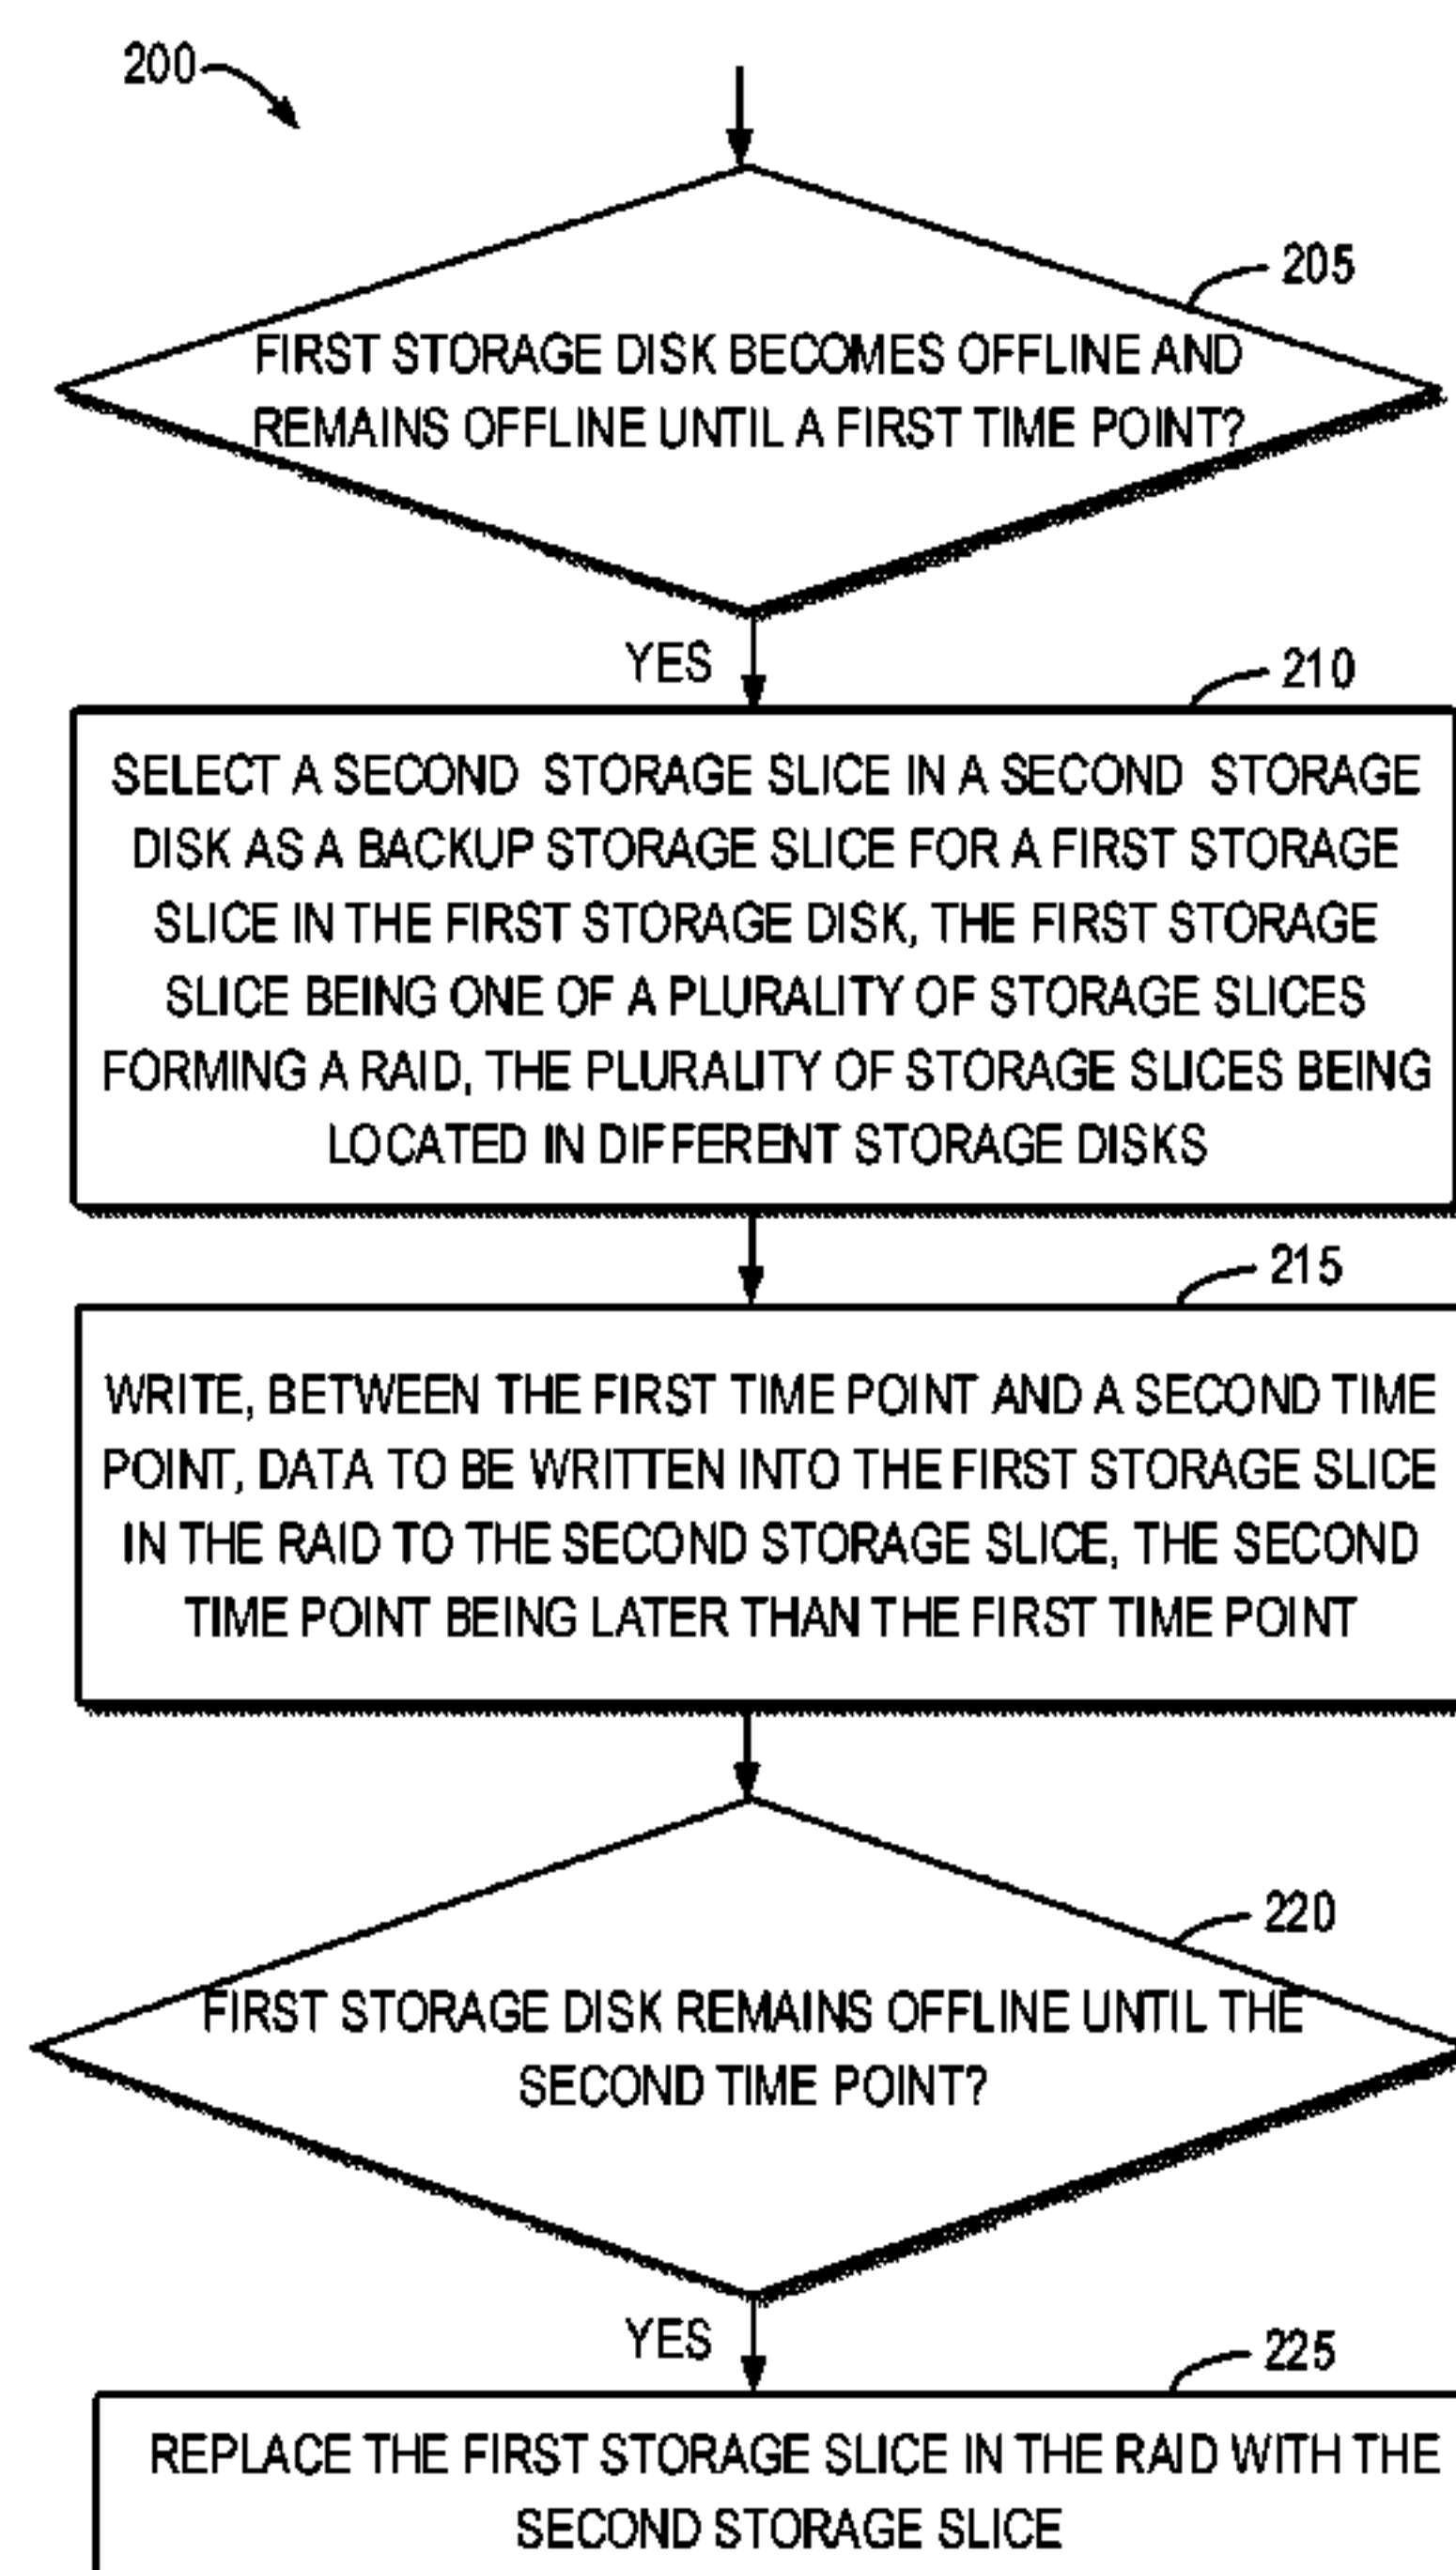 200
205
FIRST STORAGE DISK BECOMES OFFLINE AND
REMAINS OFFLINE UNTIL A FIRST TIME POINT?
YES
210
SELECT A SECOND STORAGE SLICE IN A SECOND STORAGE
DISK AS A BACKUP STORAGE SLICE FOR A FIRST STORAGE
SLICE IN THE FIRST STORAGE DISK, THE FIRST STORAGE
SLICE BEING ONE OF A PLURALITY OF STORAGE SLICES
FORMING A RAID, THE PLURALITY OF STORAGE SLICES BEING
LOCATED IN DIFFERENT STORAGE DISKS
215
WRITE, BETWEEN THE FIRST TIME POINT AND A SECOND TIME
POINT, DATA TO BE WRITTEN INTO THE FIRST STORAGE SLICE
IN THE RAID TO THE SECOND STORAGE SLICE, THE SECOND
TIME POINT BEING LATER THAN THE FIRST TIME POINT
220
FIRST STORAGE DISK REMAINS OFFLINE UNTIL THE
SECOND TIME POINT?
YES
225
REPLACE THE FIRST STORAGE SLICE IN THE RAID WITH THE
SECOND STORAGE SLICE